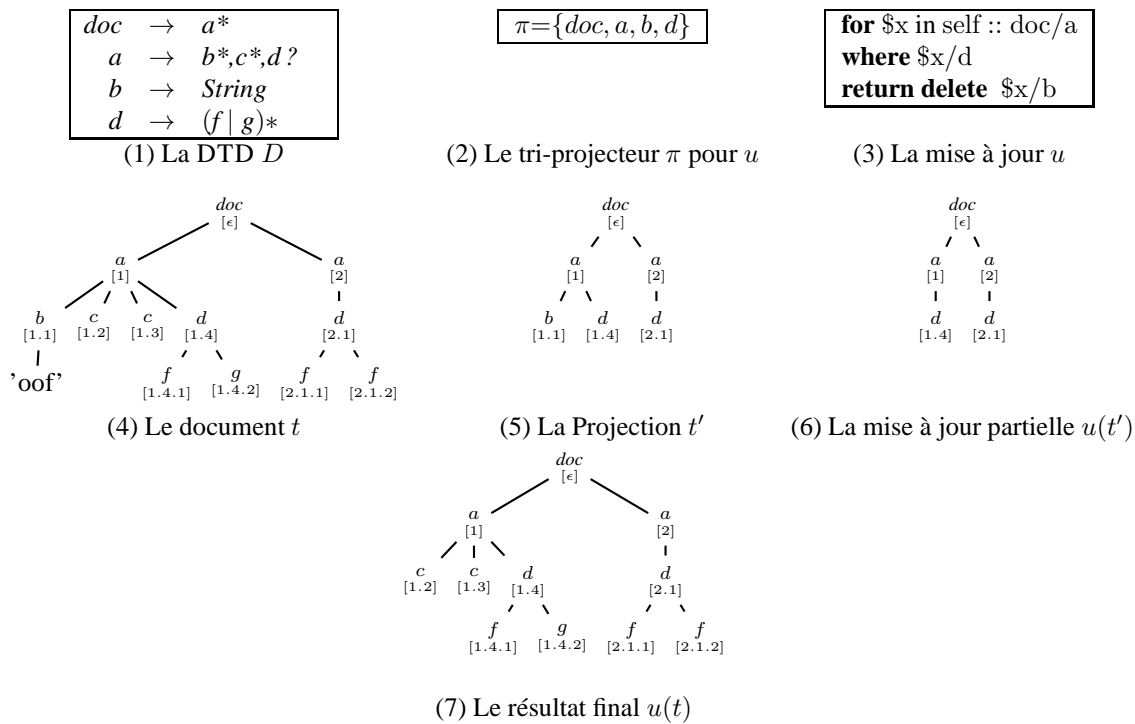 doc → a*
a → b*,c*,d?
b → String
d → (f | g)*
(1) La DTD D
π={doc, a, b, d}
(2) Le tri-projecteur π pour u
for $x in self :: doc/a
where $x/d
return delete $x/b
(3) La mise à jour u
doc
[ϵ]
a a
[1] [2]
b c c d d
[1.1] [1.2] [1.3] [1.4] [2.1]
'oof' f g f f
[1.4.1] [1.4.2] [2.1.1] [2.1.2]
(4) Le document t
doc
[ϵ]
a a
[1] [2]
b d d
[1.1] [1.4] [2.1]
(5) La Projection t′
doc
[ϵ]
a a
[1] [2]
d d
[1.4] [2.1]
(6) La mise à jour partielle u(t′)
doc
[ϵ]
a a
[1] [2]
c c d d
[1.2] [1.3] [1.4] [2.1]
f g f f
[1.4.1] [1.4.2] [2.1.1] [2.1.2]
(7) Le résultat final u(t)